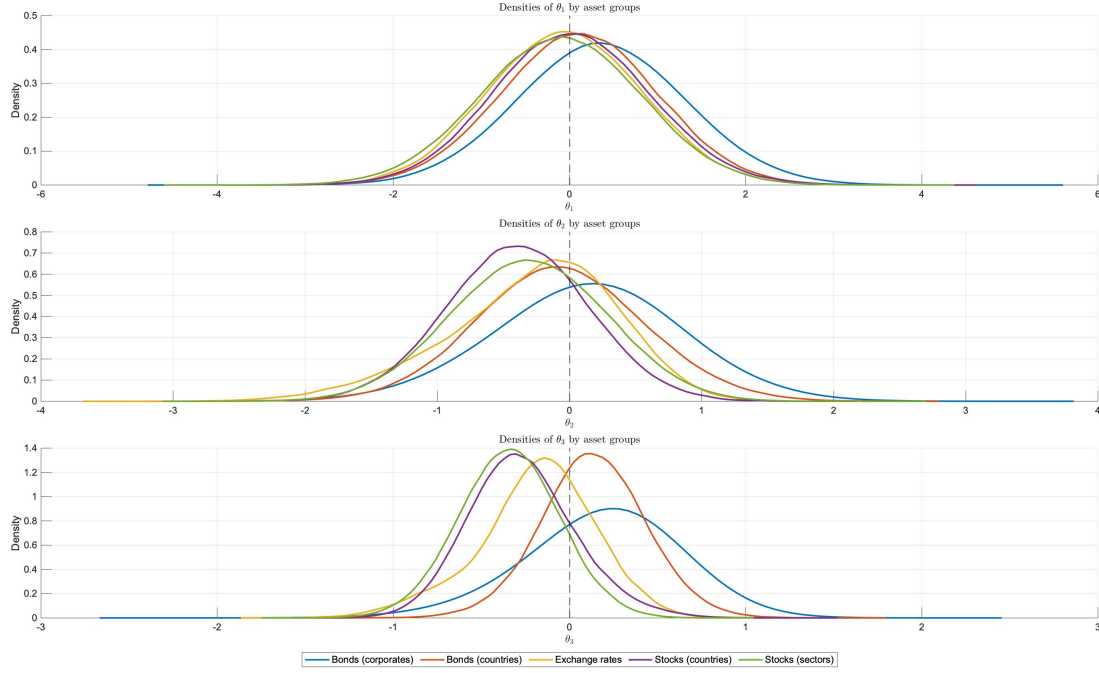 Densities of θ1 by asset groups
0.5
0.4
0.3
0.2
0.1
0
Density
-6 -4 -2 0 2 4 6
θ1
Densities of θ2 by asset groups
0.8
0.7
0.6
0.5
0.4
0.3
0.2
0.1
0
Density
-4 -3 -2 -1 0 1 2 3 4
θ2
Densities of θ3 by asset groups
1.4
1.2
1
0.8
0.6
0.4
0.2
0
Density
-3 -2 -1 0 1 2 3
θ3
Bonds (corporates) Bonds (countries) Exchange rates Stocks (countries) Stocks (sectors)